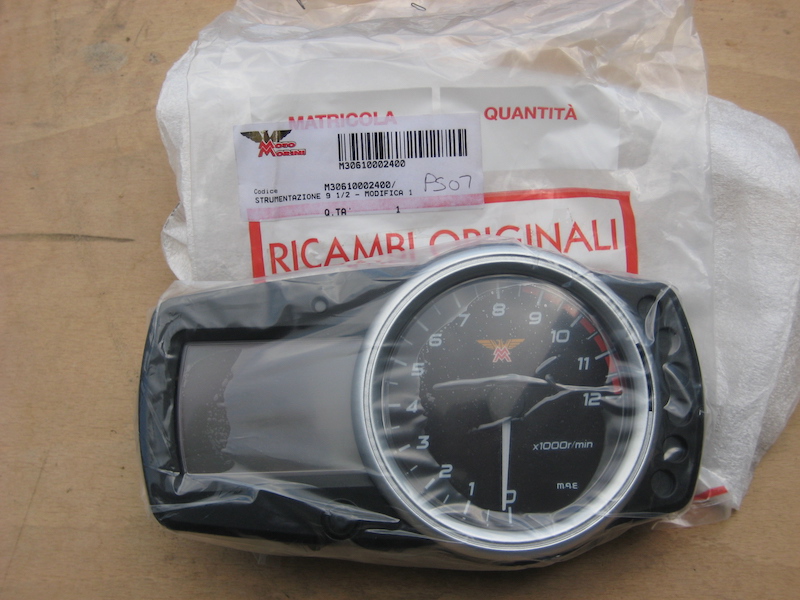 MATRICOLA
QUANTITÀ
Moto
Morini
M30610002400
Codice M30610002400/ PS07
STRUMENTAZIONE 9 1/2 - MODIFICA 1
Q.TA' 1
RICAMBI ORIGINALI
0
1
2
3
4
5
6
7
8
9
10
11
12
x1000r/min